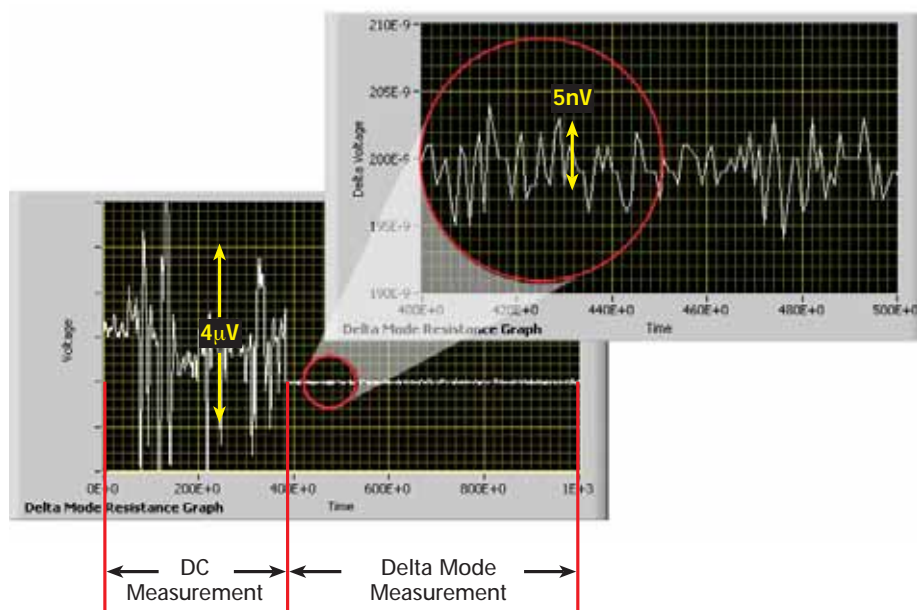 210E-9
205E-9
200E-9
195E-9
190E-9
Delta Voltage
5nV
400E+0
420E+0
440E+0
460E+0
480E+0
500E+0
Delta Mode Resistance Graph
Time
Voltage
4µV
0E+0
200E+0
400E+0
600E+0
800E+0
1E+3
Delta Mode Resistance Graph
Time
DC
Measurement
Delta Mode
Measurement